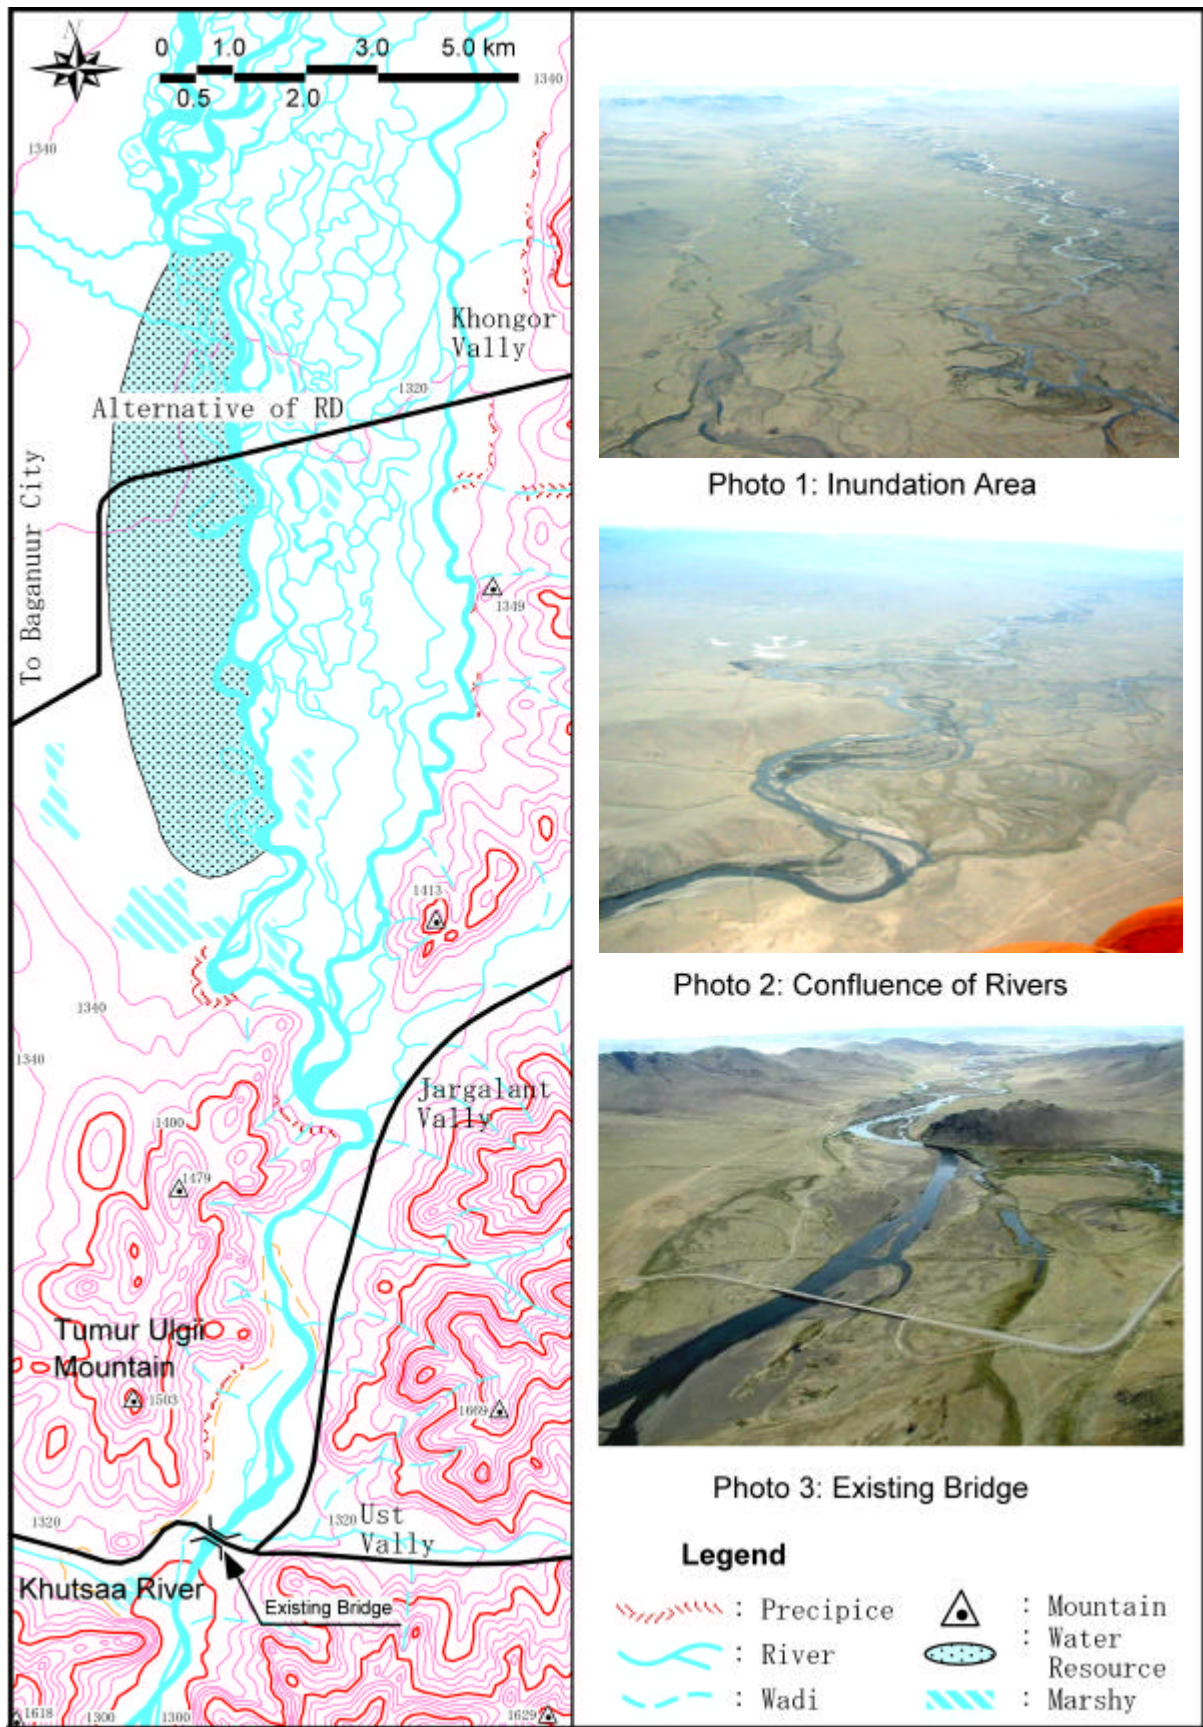 N
0 1.0 3.0 5.0 km
0.5 2.0
1340
1340
Khongor
Vally
1320
Alternative of RD
To Baganuur City
1349
1413
1340
1340
Jargalant
Vally
1400
1479
Tumur Ulgii
Mountain
1503
1669
1320
1320
Ust
Vally
Khutsaa River
Existing Bridge
1618
1300
1300
1629
Photo 1: Inundation Area
Photo 2: Confluence of Rivers
Photo 3: Existing Bridge
Legend
: Precipice
: River
: Wadi
: Mountain
: Water
Resource
: Marshy